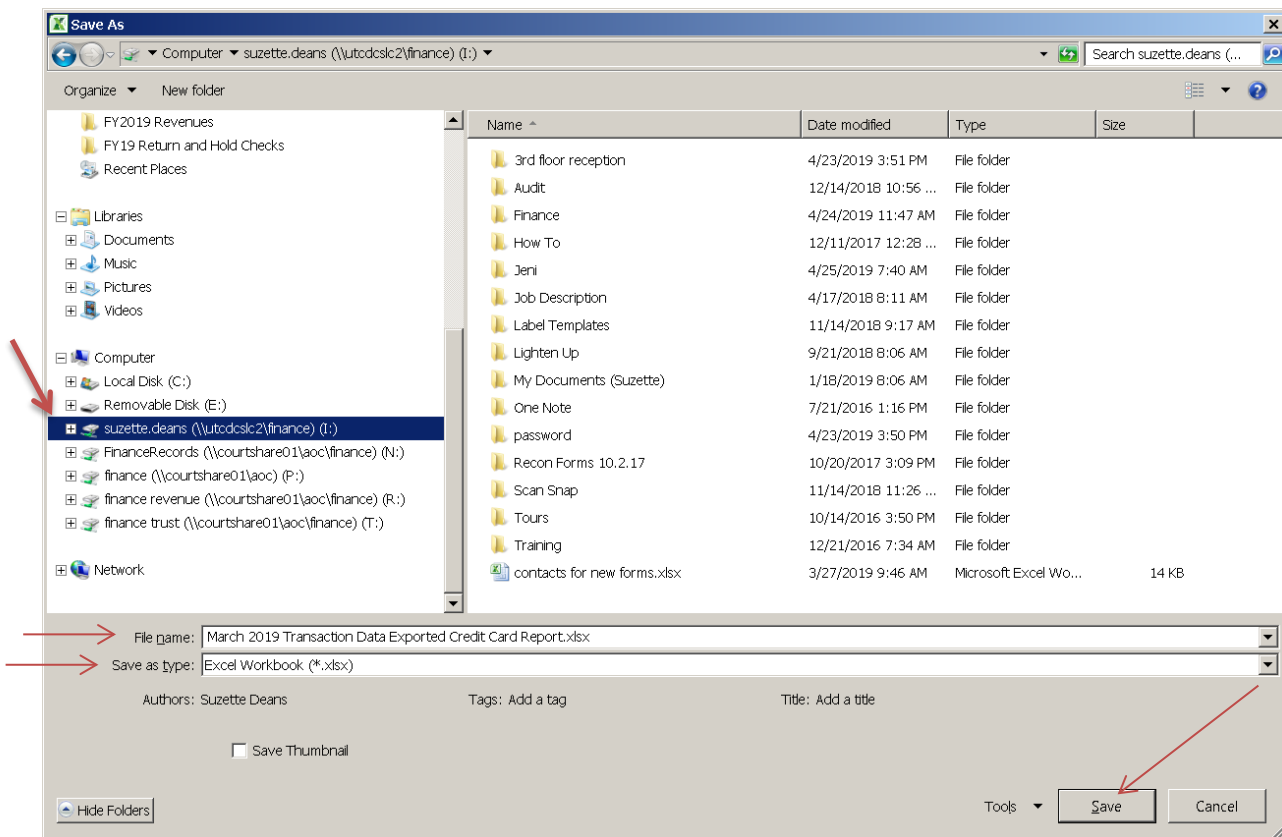 Save As
Computer suzette.deans (\\utcdcslc2\finance) (I:) Search suzette.deans (...
Organize New folder
FY2019 Revenues
FY19 Return and Hold Checks
Recent Places
Libraries
Documents
Music
Pictures
Videos
Computer
Local Disk (C:)
Removable Disk (E:)
suzette.deans (\\utcdcslc2\finance) (I:)
FinanceRecords (\\courtshare01\aoc\finance) (N:)
finance (\\courtshare01\aoc) (P:)
finance revenue (\\courtshare01\aoc\finance) (R:)
finance trust (\\courtshare01\aoc\finance) (T:)
Network
Name Date modified Type Size
3rd floor reception 4/23/2019 3:51 PM File folder
Audit 12/14/2018 10:56 ... File folder
Finance 4/24/2019 11:47 AM File folder
How To 12/11/2017 12:28 ... File folder
Jeni 4/25/2019 7:40 AM File folder
Job Description 4/17/2018 8:11 AM File folder
Label Templates 11/14/2018 9:17 AM File folder
Lighten Up 9/21/2018 8:06 AM File folder
My Documents (Suzette) 1/18/2019 8:06 AM File folder
One Note 7/21/2016 1:16 PM File folder
password 4/23/2019 3:50 PM File folder
Recon Forms 10.2.17 10/20/2017 3:09 PM File folder
Scan Snap 11/14/2018 11:26 ... File folder
Tours 10/14/2016 3:50 PM File folder
Training 12/21/2016 7:34 AM File folder
contacts for new forms.xlsx 3/27/2019 9:46 AM Microsoft Excel Wo... 14 KB
File name: March 2019 Transaction Data Exported Credit Card Report.xlsx
Save as type: Excel Workbook (*.xlsx)
Authors: Suzette Deans Tags: Add a tag Title: Add a title
Save Thumbnail
Hide Folders Tools Save Cancel